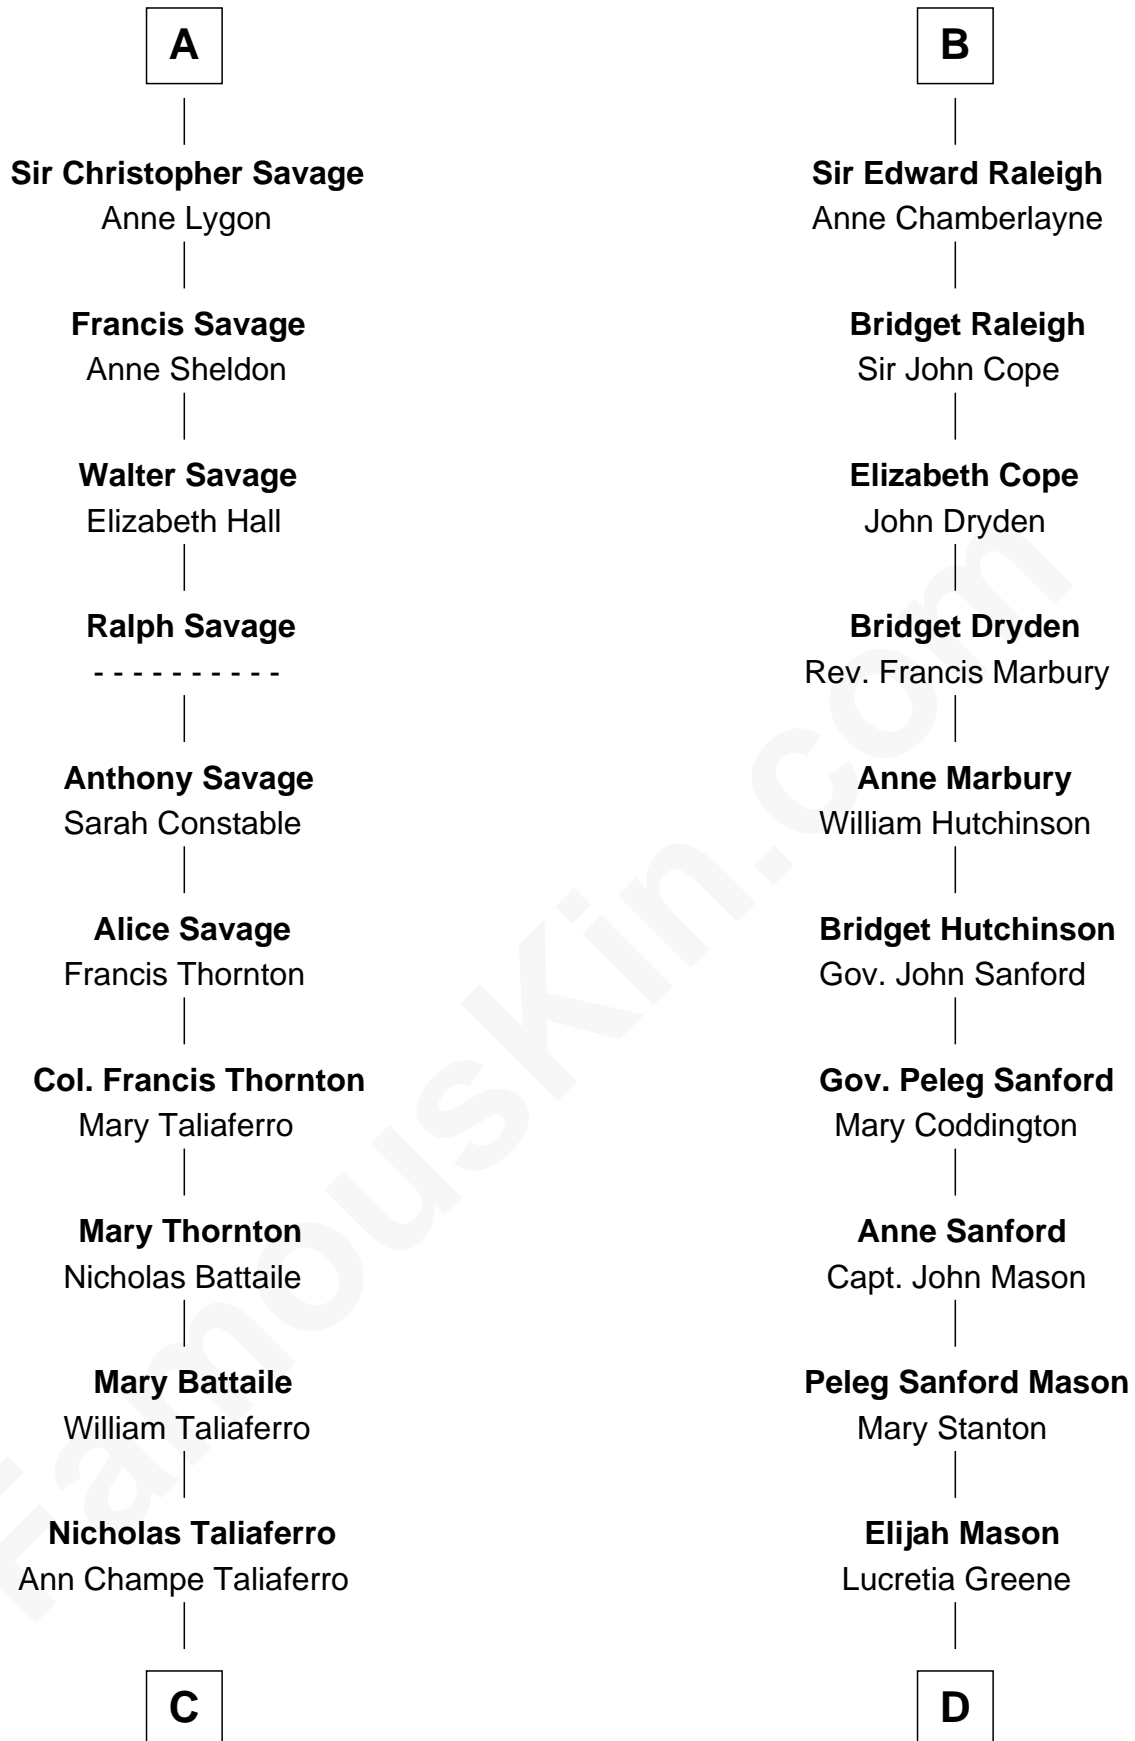 A
Sir Christopher Savage
Anne Lygon
Francis Savage
Anne Sheldon
Walter Savage
Elizabeth Hall
Ralph Savage
- - - - - - - - - -
Anthony Savage
Sarah Constable
Alice Savage
Francis Thornton
Col. Francis Thornton
Mary Taliaferro
Mary Thornton
Nicholas Battaile
Mary Battaile
William Taliaferro
Nicholas Taliaferro
Ann Champe Taliaferro
C
B
Sir Edward Raleigh
Anne Chamberlayne
Bridget Raleigh
Sir John Cope
Elizabeth Cope
John Dryden
Bridget Dryden
Rev. Francis Marbury
Anne Marbury
William Hutchinson
Bridget Hutchinson
Gov. John Sanford
Gov. Peleg Sanford
Mary Coddington
Anne Sanford
Capt. John Mason
Peleg Sanford Mason
Mary Stanton
Elijah Mason
Lucretia Greene
D
FamousKin.com